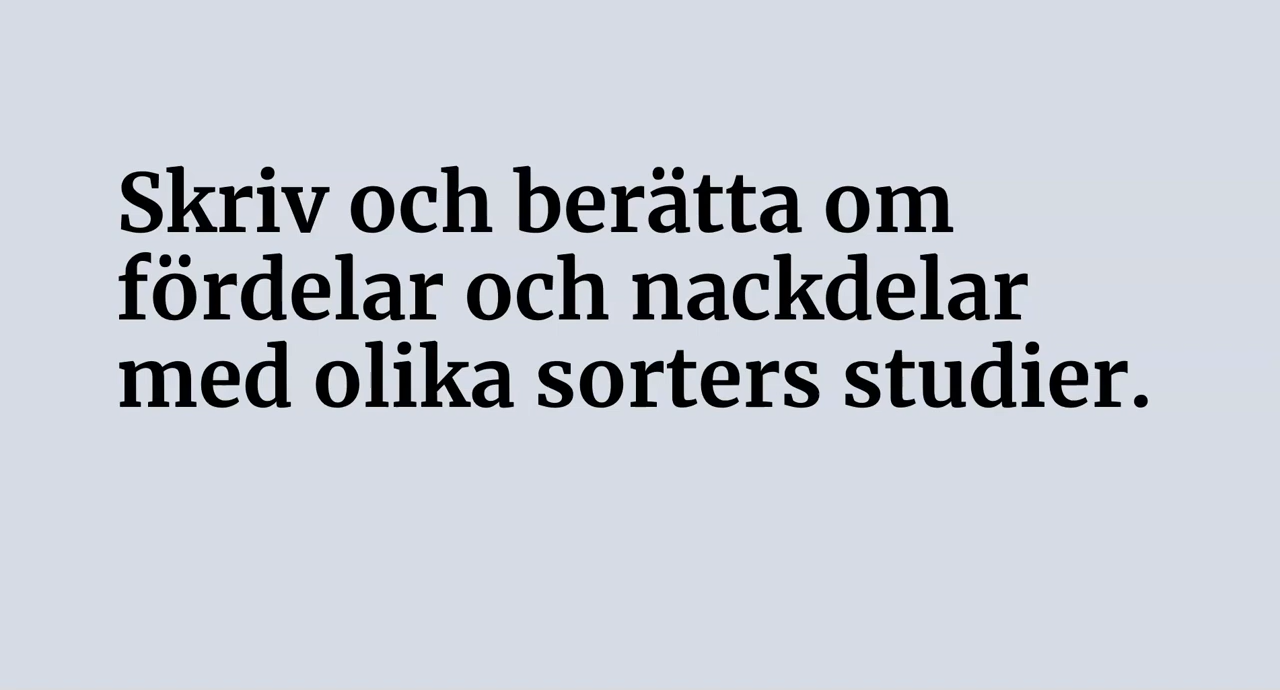 Skriv och berätta om
fördelar och nackdelar
med olika sorters studier.